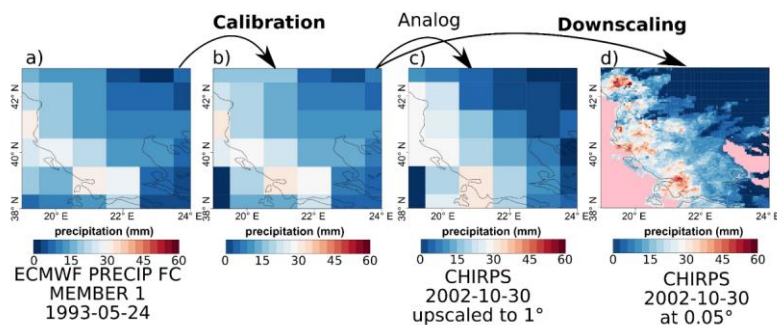 Calibration
Analog
Downscaling
a)
b)
c)
d)
42° N
40° N
38° N
20° E
22° E
24° E
42° N
40° N
38° N
20° E
22° E
24° E
42° N
40° N
38° N
20° E
22° E
24° E
42° N
40° N
38° N
20° E
22° E
24° E
precipitation (mm)
precipitation (mm)
precipitation (mm)
precipitation (mm)
0 15 30 45 60
0 15 30 45 60
0 15 30 45 60
0 15 30 45 60
ECMWF PRECIP FC
MEMBER 1
1993-05-24
CHIRPS
2002-10-30
upscaled to 1°
CHIRPS
2002-10-30
at 0.05°